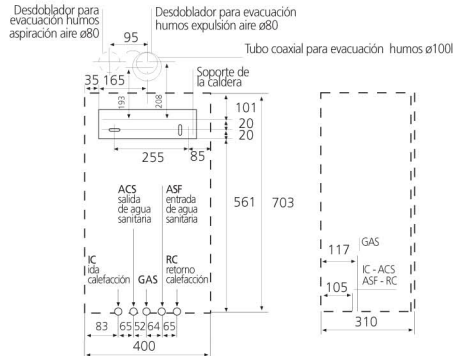 Desdoblador para
evacuación humos
aspiración aire ø80
Desdoblador para evacuación
humos expulsión aire ø80
95
Tubo coaxial para evacuación humos ø100l
35
165
Soporte de
la caldera
193
208
101
20
20
255
85
561
703
ACS
salida
de agua
sanitaria
ASF
entrada
de agua
sanitaria
IC
ida
calefacción
GAS
RC
retorno
calefacción
83
65
52
64
65
400
117
GAS
IC - ACS
ASF - RC
105
310